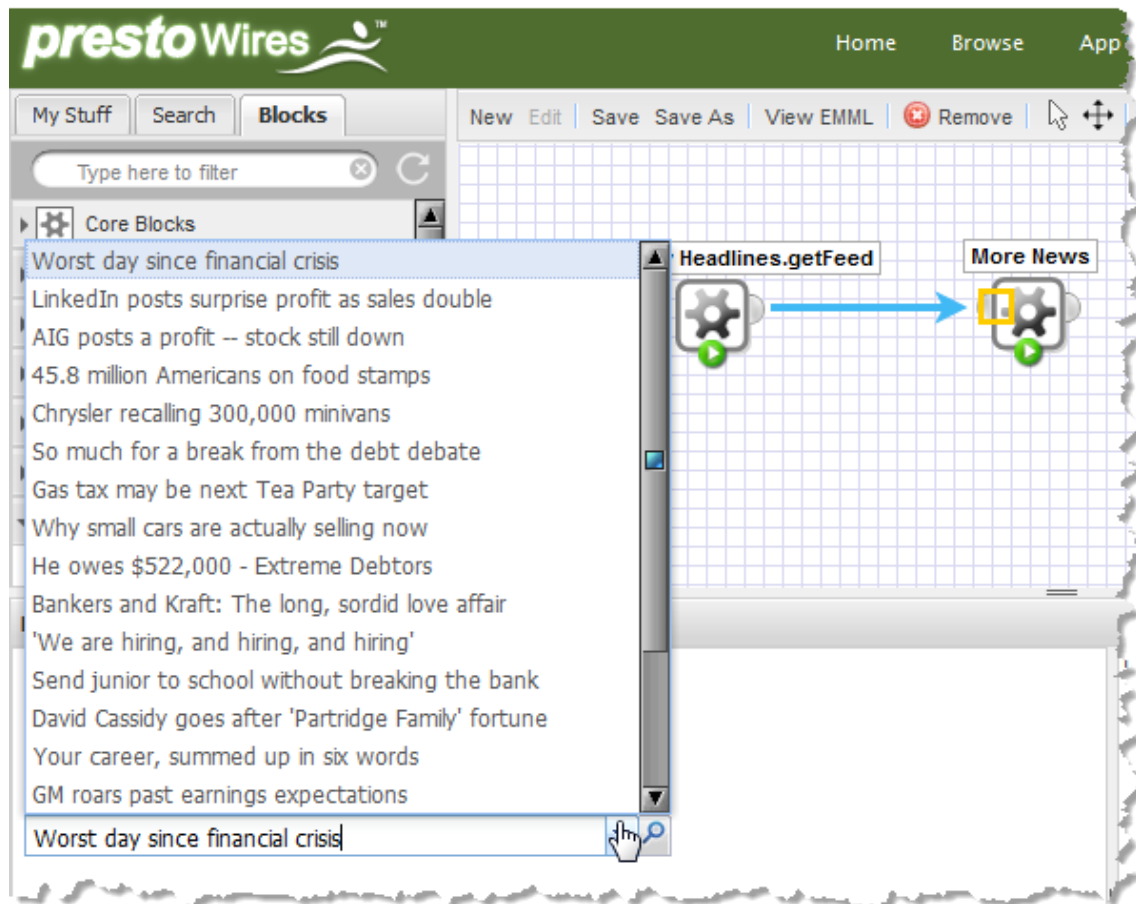 prestoWires™
Home Browse App
My Stuff Search Blocks
New Edit Save Save As View EMML Remove
Type here to filter
Core Blocks
Headlines.getFeed
More News
Worst day since financial crisis
LinkedIn posts surprise profit as sales double
AIG posts a profit -- stock still down
45.8 million Americans on food stamps
Chrysler recalling 300,000 minivans
So much for a break from the debt debate
Gas tax may be next Tea Party target
Why small cars are actually selling now
He owes $522,000 - Extreme Debtors
Bankers and Kraft: The long, sordid love affair
'We are hiring, and hiring, and hiring'
Send junior to school without breaking the bank
David Cassidy goes after 'Partridge Family' fortune
Your career, summed up in six words
GM roars past earnings expectations
Worst day since financial crisis